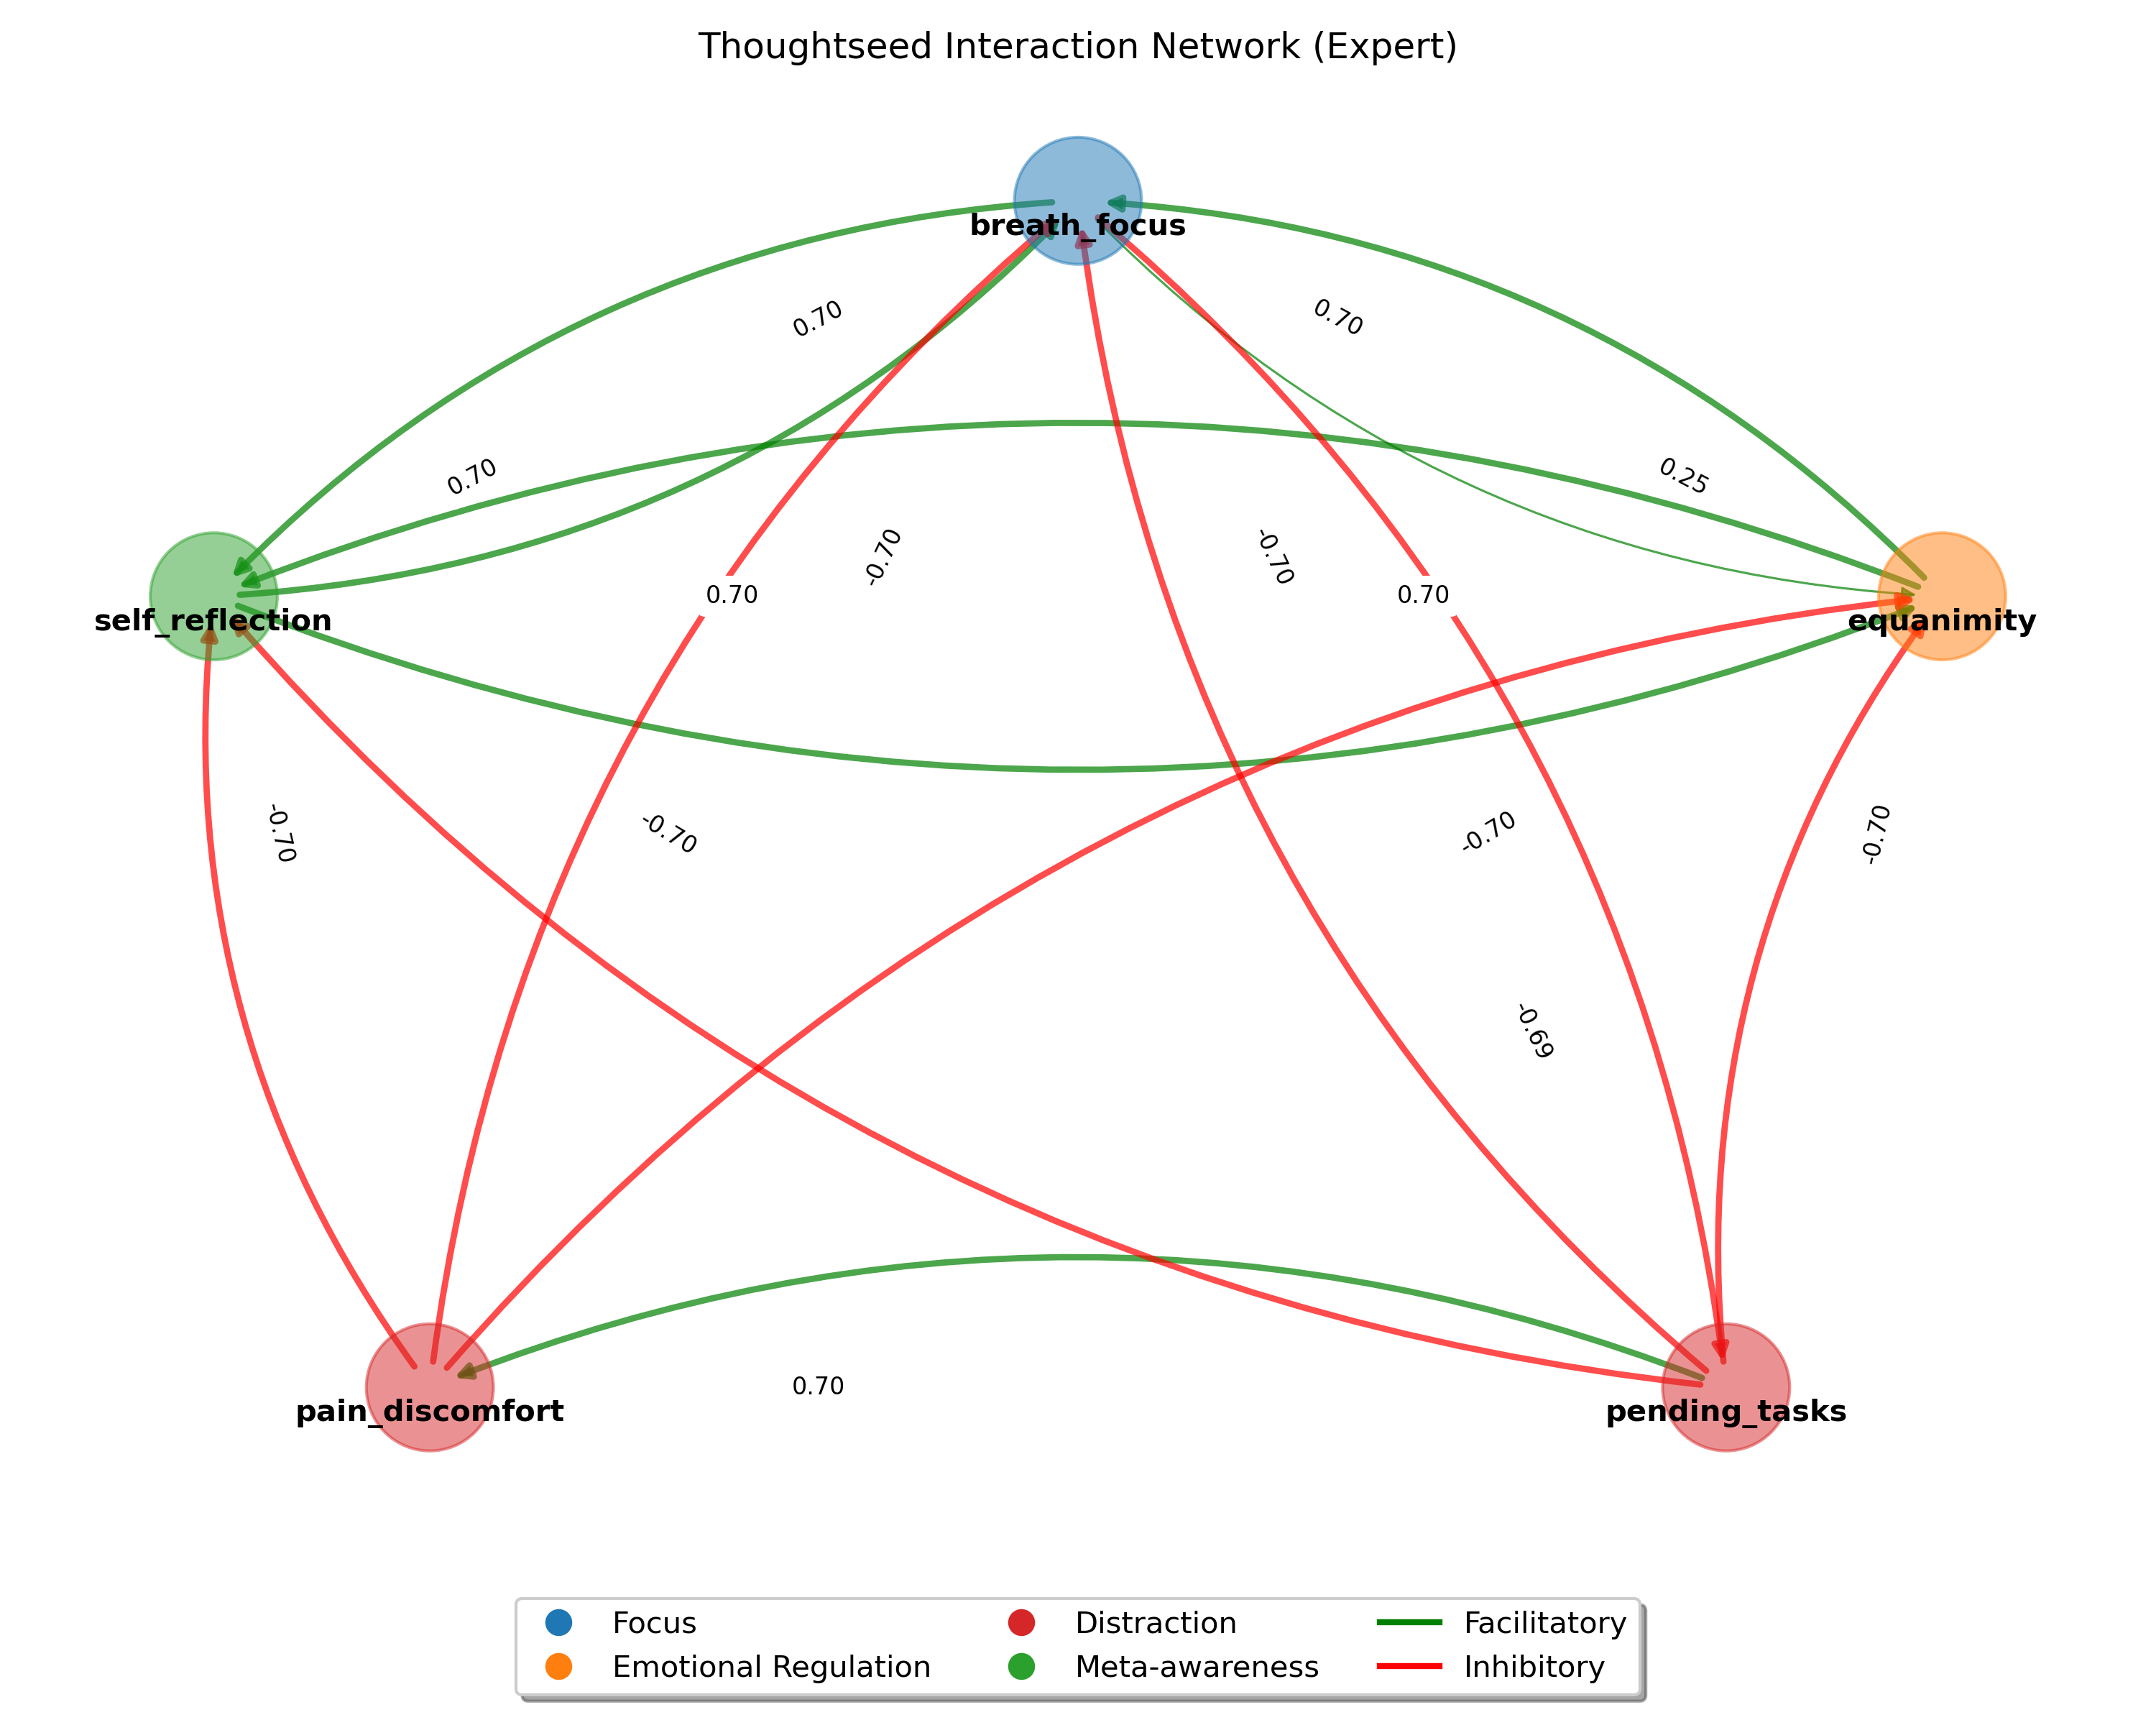 Thoughtseed Interaction Network (Expert)
breath_focus
0.70
0.70
0.70
0.25
-0.70
-0.70
0.70
0.70
self_reflection
equanimity
-0.70
-0.70
-0.70
-0.70
-0.69
0.70
pain_discomfort
pending_tasks
Focus
Emotional Regulation
Distraction
Meta-awareness
Facilitatory
Inhibitory